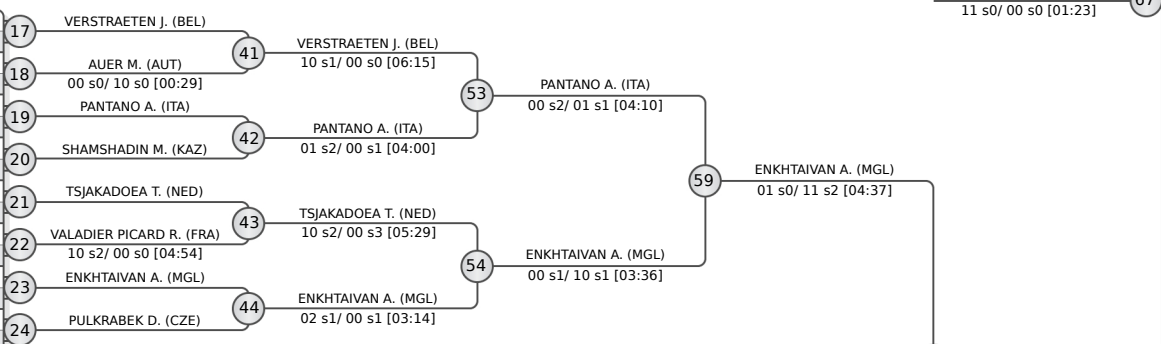 67
11 s0/ 00 s0 [01:23]
17
VERSTRAETEN J. (BEL)
41
VERSTRAETEN J. (BEL)
10 s1/ 00 s0 [06:15]
18
AUER M. (AUT)
00 s0/ 10 s0 [00:29]
53
PANTANO A. (ITA)
00 s2/ 01 s1 [04:10]
19
PANTANO A. (ITA)
42
PANTANO A. (ITA)
01 s2/ 00 s1 [04:00]
20
SHAMSHADIN M. (KAZ)
59
ENKHTAIVAN A. (MGL)
01 s0/ 11 s2 [04:37]
21
TSJAKADOEA T. (NED)
43
TSJAKADOEA T. (NED)
10 s2/ 00 s3 [05:29]
22
VALADIER PICARD R. (FRA)
10 s2/ 00 s0 [04:54]
54
ENKHTAIVAN A. (MGL)
00 s1/ 10 s1 [03:36]
23
ENKHTAIVAN A. (MGL)
44
ENKHTAIVAN A. (MGL)
02 s1/ 00 s1 [03:14]
24
PULKRABEK D. (CZE)